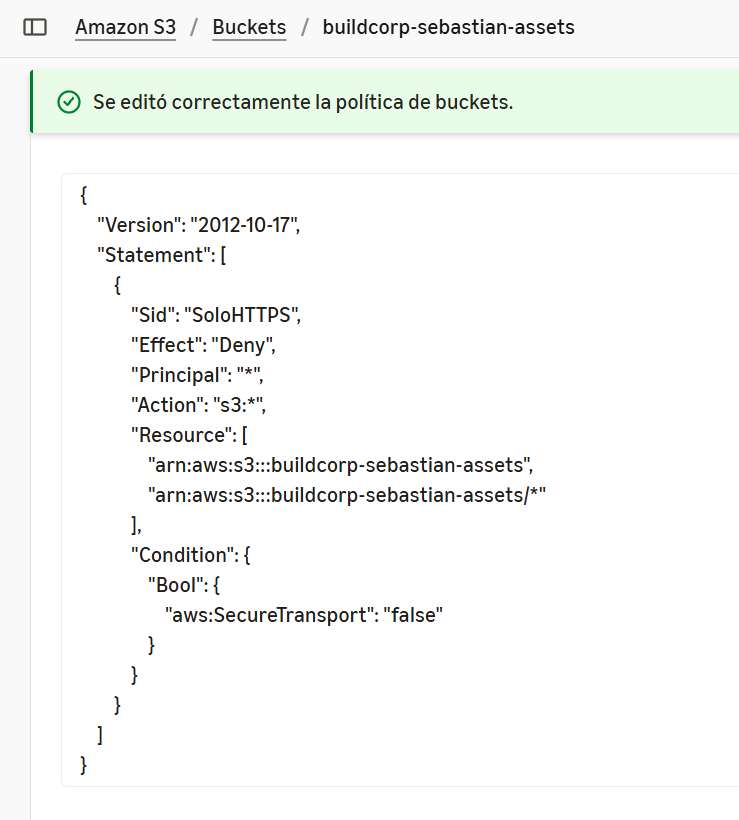 Amazon S3 / Buckets / buildcorp-sebastian-assets
Se editó correctamente la política de buckets.
{
"Version": "2012-10-17",
"Statement": [
{
"Sid": "SoloHTTPS",
"Effect": "Deny",
"Principal": "*",
"Action": "s3:*",
"Resource": [
"arn:aws:s3:::buildcorp-sebastian-assets",
"arn:aws:s3:::buildcorp-sebastian-assets/*"
],
"Condition": {
"Bool": {
"aws:SecureTransport": "false"
}
}
}
]
}